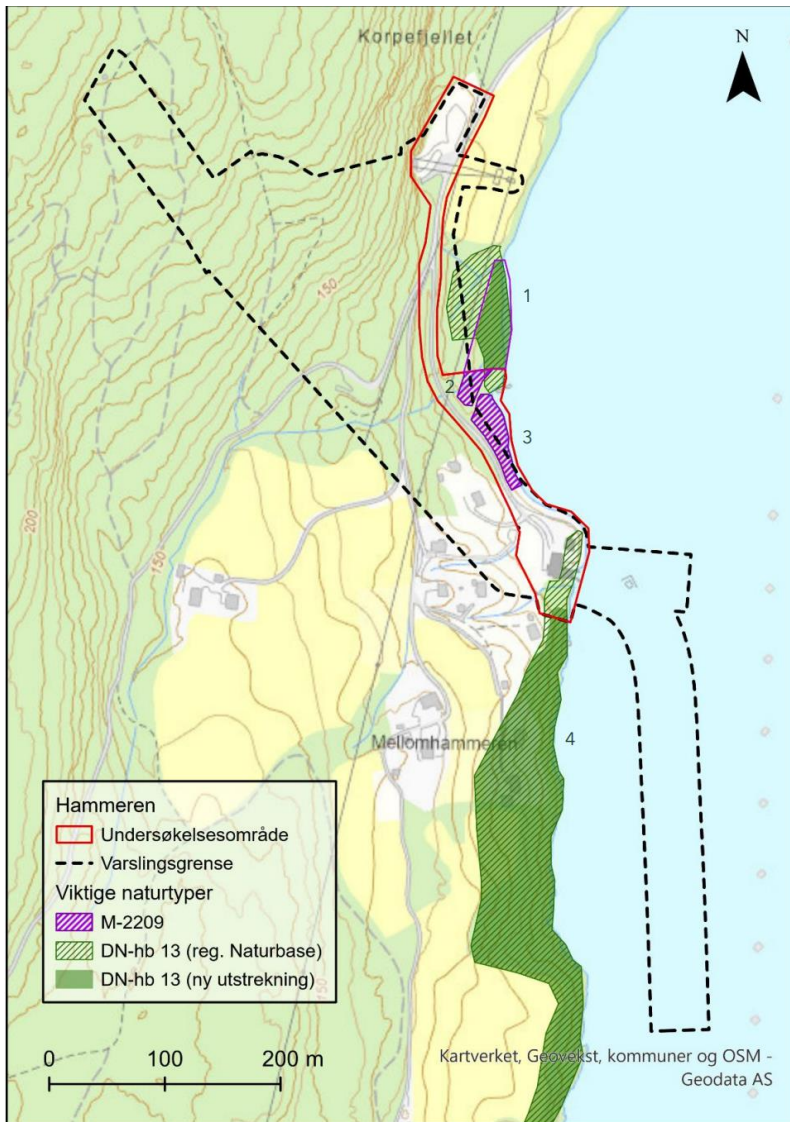 Korpefjellet
N
150
1
2
3
200
150
4
Mellomhammeren
Hammeren
Undersøkelsesområde
Varslingsgrense
Viktige naturtyper
M-2209
DN-hb 13 (reg. Naturbase)
DN-hb 13 (ny utstrekning)
150
0 100 200 m
Kartverket, Geovekst, kommuner og OSM -
Geodata AS